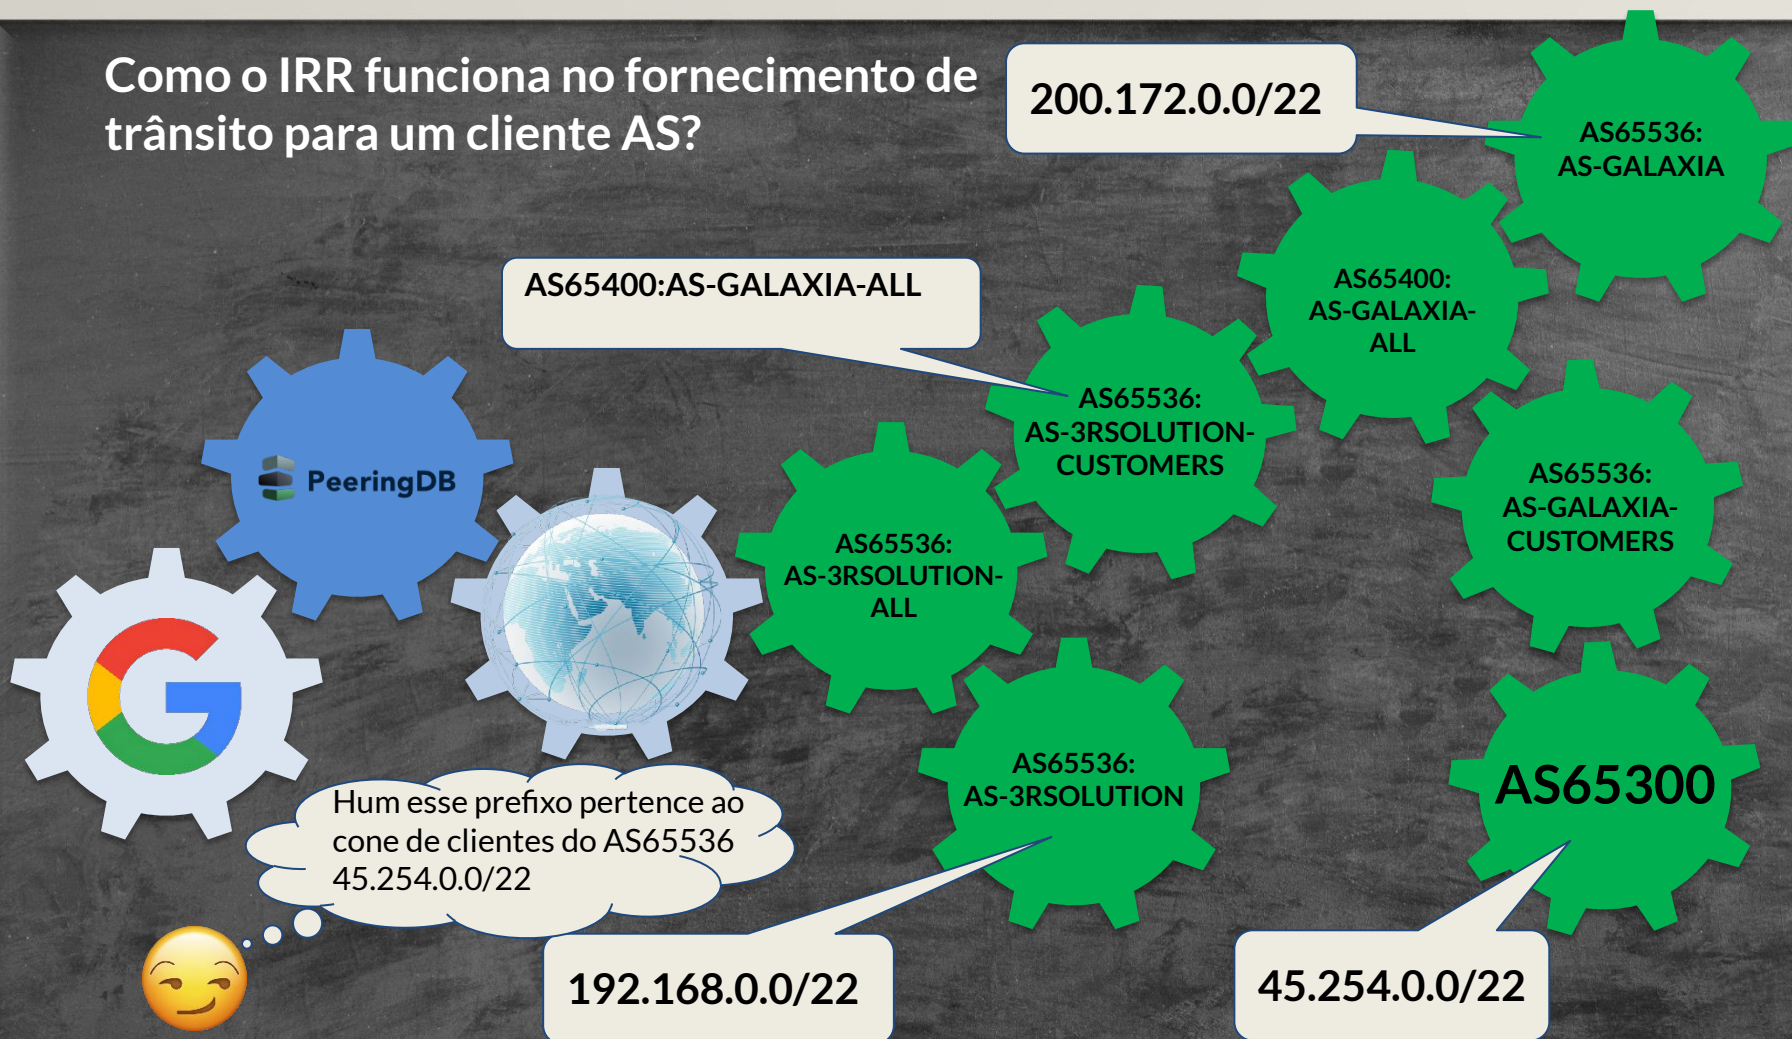 Como o IRR funciona no fornecimento de
trânsito para um cliente AS?
200.172.0.0/22
AS65536:
AS-GALAXIA
AS65400:
AS-GALAXIA-
ALL
AS65400:AS-GALAXIA-ALL
AS65536:
AS-3RSOLUTION-
CUSTOMERS
AS65536:
AS-GALAXIA-
CUSTOMERS
PeeringDB
AS65536:
AS-3RSOLUTION-
ALL
AS65536:
AS-3RSOLUTION
AS65300
Hum esse prefixo pertence ao
cone de clientes do AS65536
45.254.0.0/22
192.168.0.0/22
45.254.0.0/22